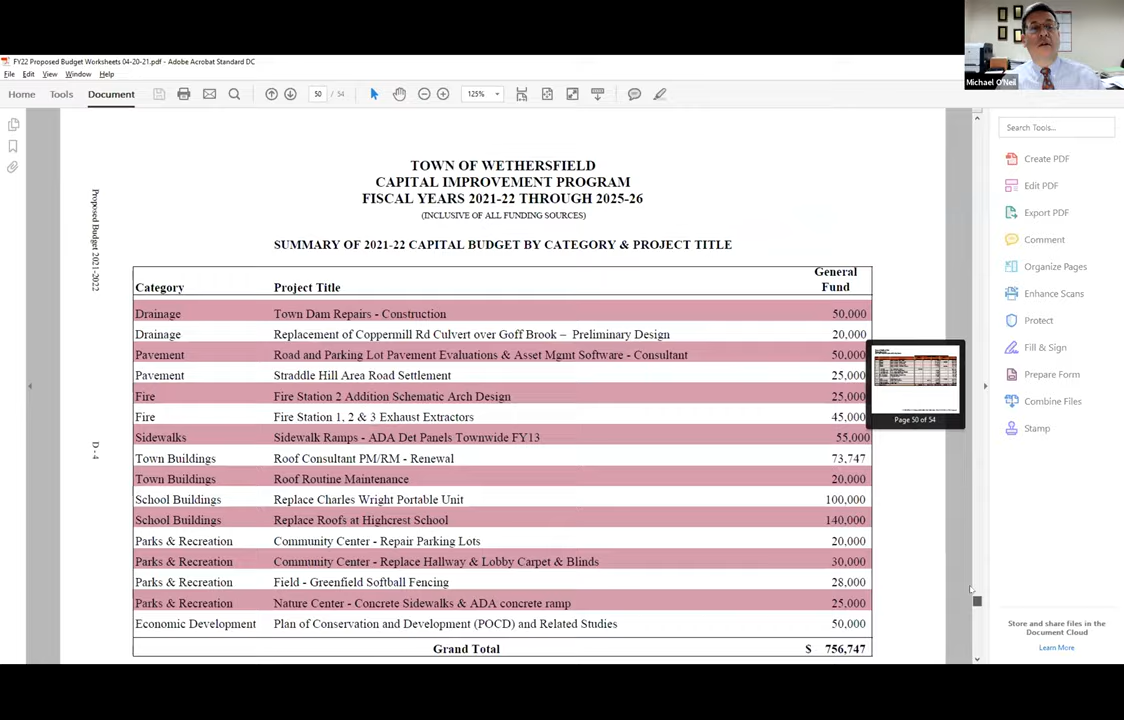 Michael O'Neil
FY22 Proposed Budget Worksheets 04-20-21.pdf - Adobe Acrobat Standard DC
File Edit View Window Help
Home Tools Document 50 / 54 125%
Search Tools...
Create PDF
Edit PDF
Export PDF
Comment
Organize Pages
Enhance Scans
Protect
Fill & Sign
Prepare Form
Combine Files
Stamp
Store and share files in the
Document Cloud
Learn More
Proposed Budget 2021-2022
D - 4
TOWN OF WETHERSFIELD
CAPITAL IMPROVEMENT PROGRAM
FISCAL YEARS 2021-22 THROUGH 2025-26
(INCLUSIVE OF ALL FUNDING SOURCES)
SUMMARY OF 2021-22 CAPITAL BUDGET BY CATEGORY & PROJECT TITLE
Category Project Title General Fund
Drainage Town Dam Repairs - Construction 50,000
Drainage Replacement of Coppermill Rd Culvert over Goff Brook – Preliminary Design 20,000
Pavement Road and Parking Lot Pavement Evaluations & Asset Mgmt Software - Consultant 50,000
Pavement Straddle Hill Area Road Settlement 25,000
Fire Fire Station 2 Addition Schematic Arch Design 25,000
Fire Fire Station 1, 2 & 3 Exhaust Extractors 45,000
Sidewalks Sidewalk Ramps - ADA Det Panels Townwide FY13 55,000
Town Buildings Roof Consultant PM/RM - Renewal 73,747
Town Buildings Roof Routine Maintenance 20,000
School Buildings Replace Charles Wright Portable Unit 100,000
School Buildings Replace Roofs at Highcrest School 140,000
Parks & Recreation Community Center - Repair Parking Lots 20,000
Parks & Recreation Community Center - Replace Hallway & Lobby Carpet & Blinds 30,000
Parks & Recreation Field - Greenfield Softball Fencing 28,000
Parks & Recreation Nature Center - Concrete Sidewalks & ADA concrete ramp 25,000
Economic Development Plan of Conservation and Development (POCD) and Related Studies 50,000
Grand Total $ 756,747
Page 50 of 54